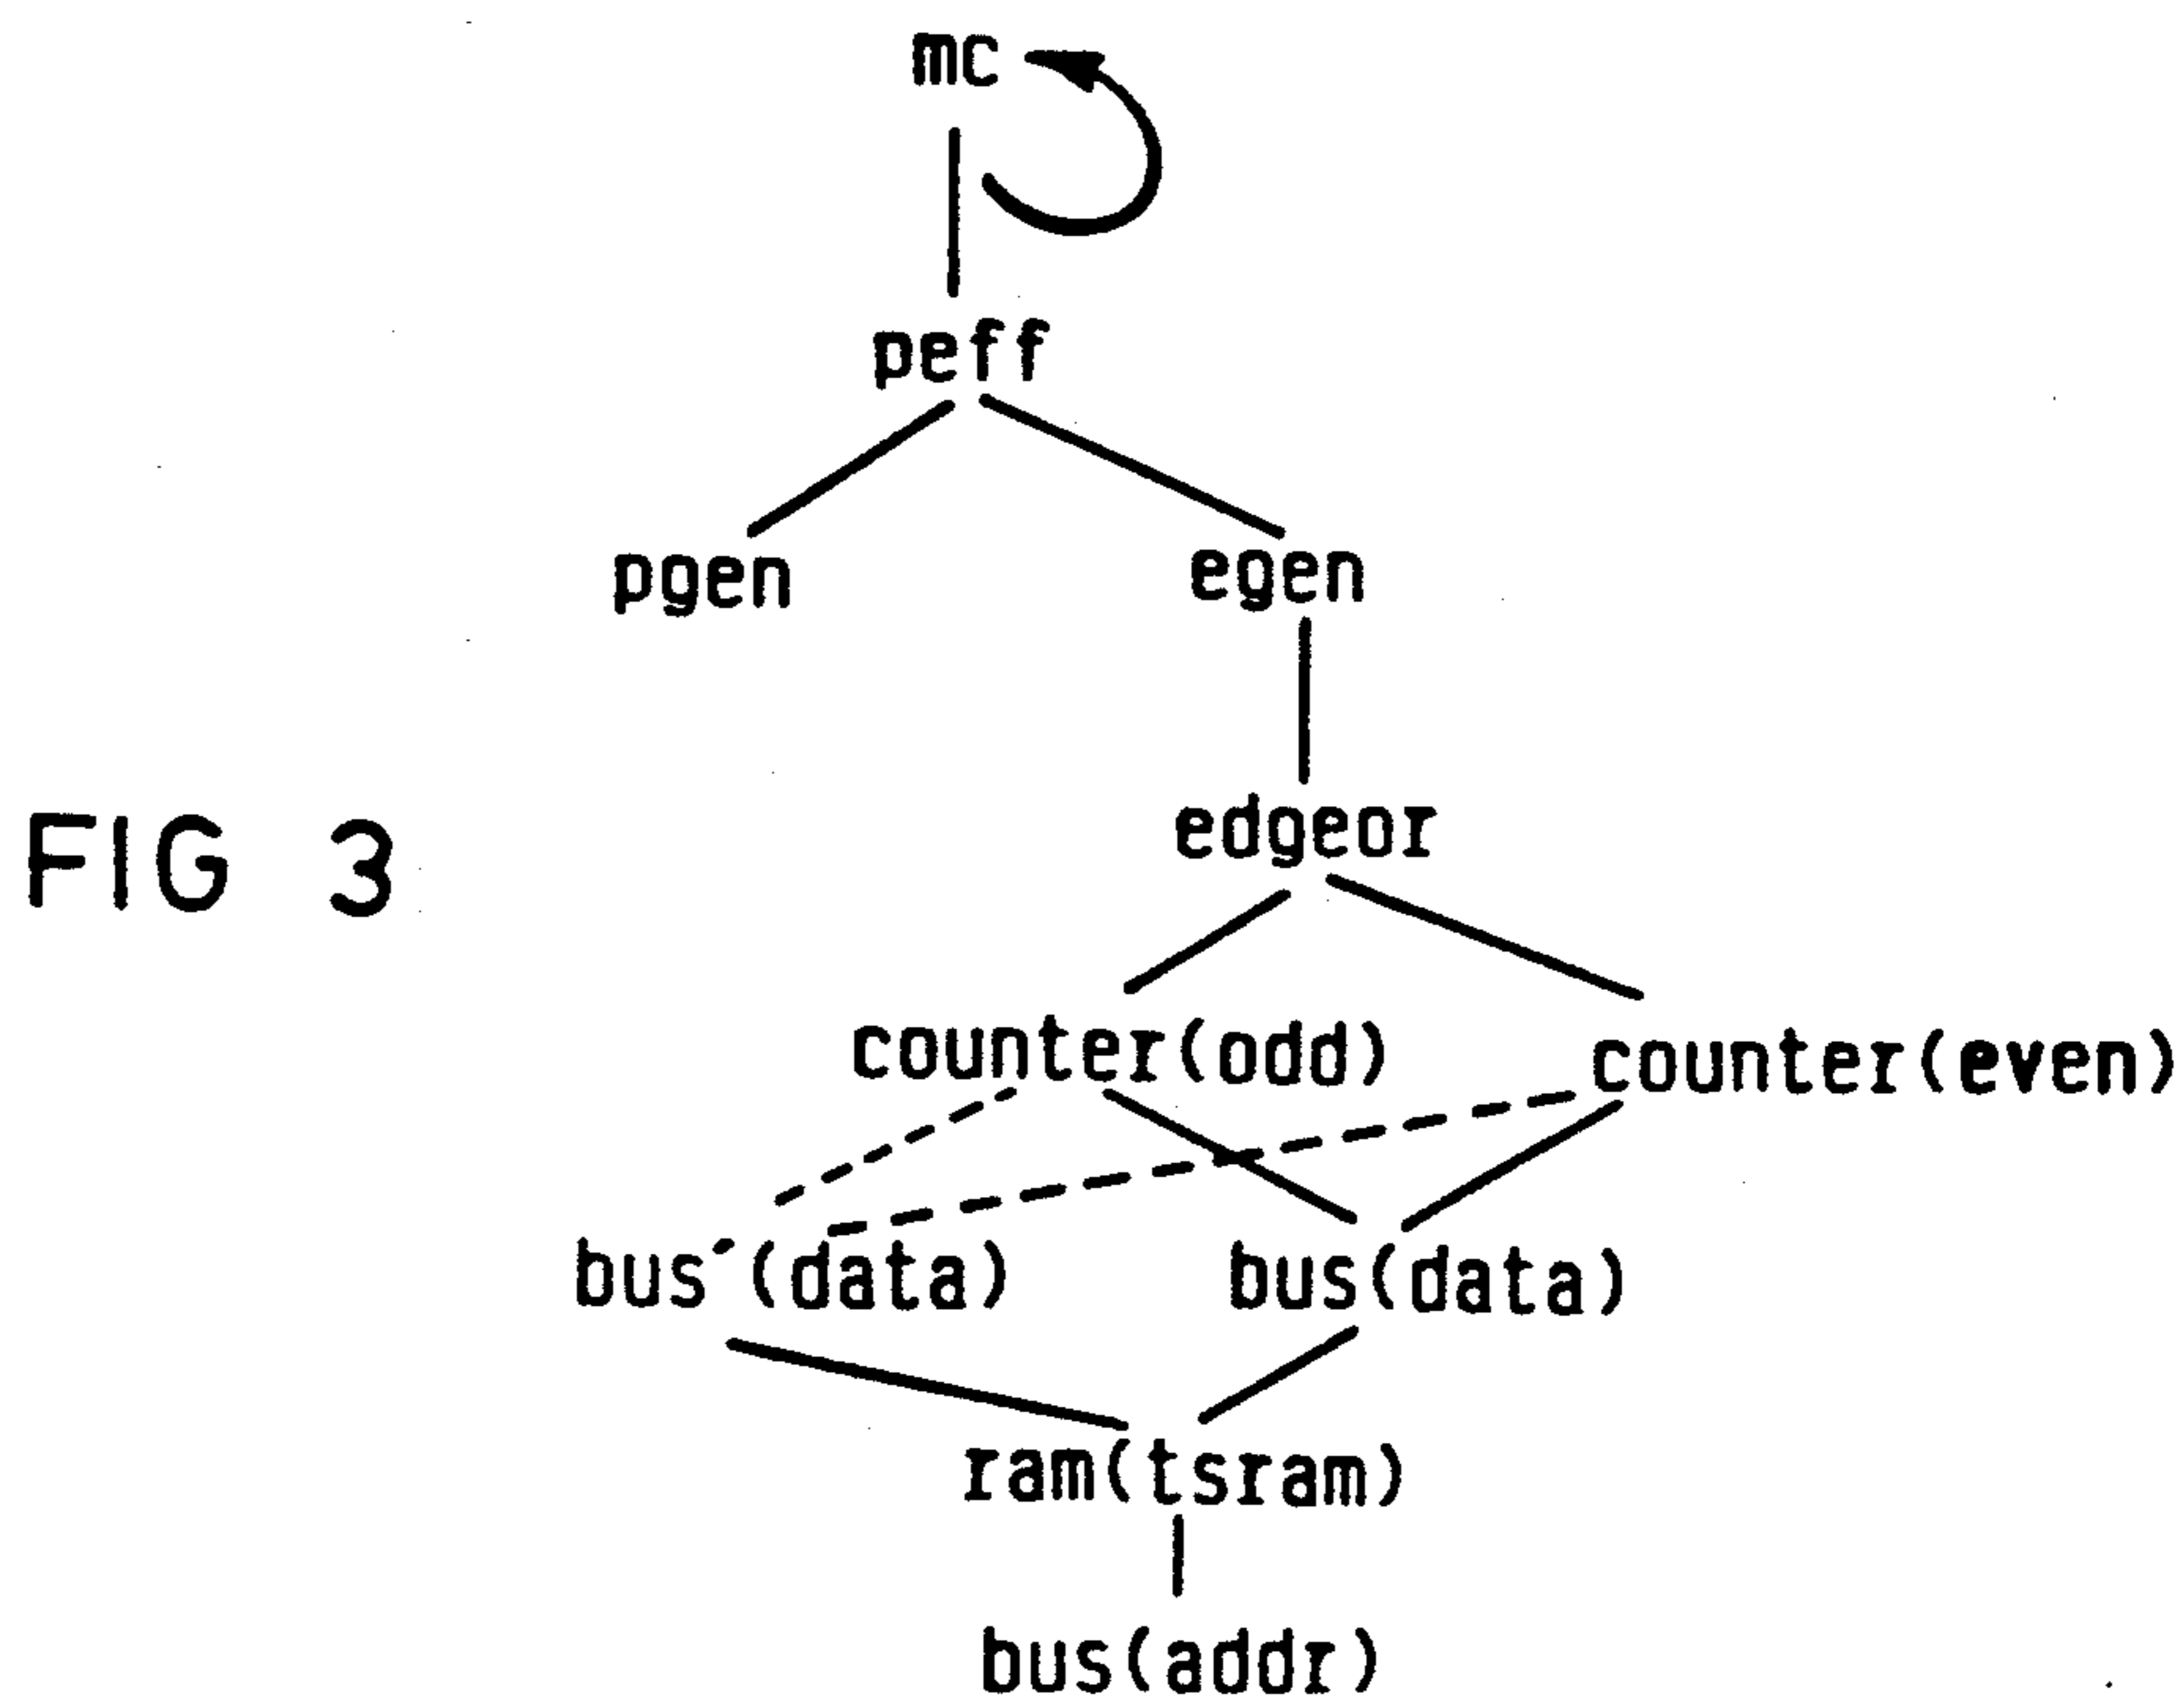 mc
peff
pgen
egen
edgeor
FIG 3
counter(odd)
counter(even)
bus´(data)
bus(data)
ram(tsram)
bus(addr)